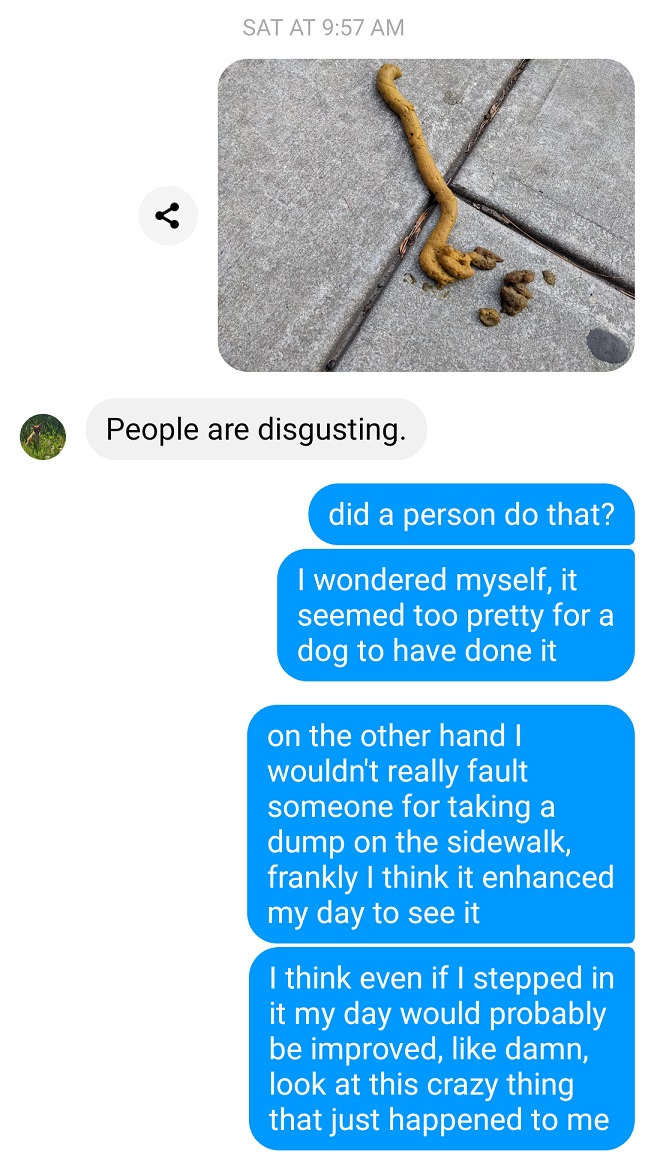 SAT AT 9:57 AM
People are disgusting.
did a person do that?
I wondered myself, it
seemed too pretty for a
dog to have done it
on the other hand I
wouldn't really fault
someone for taking a
dump on the sidewalk,
frankly I think it enhanced
my day to see it
I think even if I stepped in
it my day would probably
be improved, like damn,
look at this crazy thing
that just happened to me